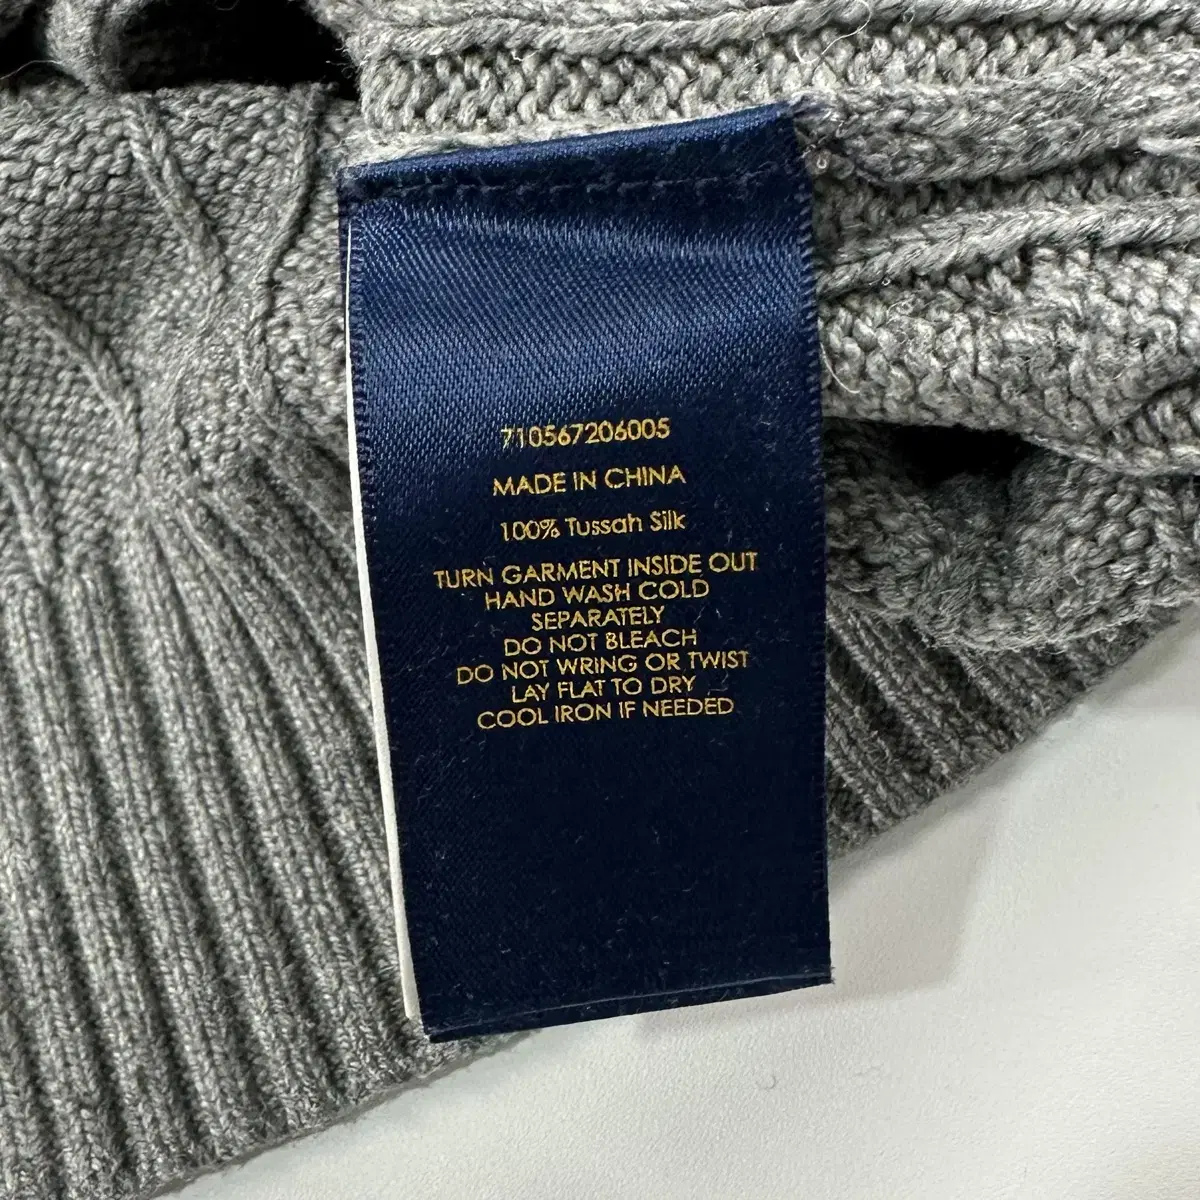 710567206005
MADE IN CHINA
100% Tussah Silk
TURN GARMENT INSIDE OUT
HAND WASH COLD
SEPARATELY
DO NOT BLEACH
DO NOT WRING OR TWIST
LAY FLAT TO DRY
COOL IRON IF NEEDED